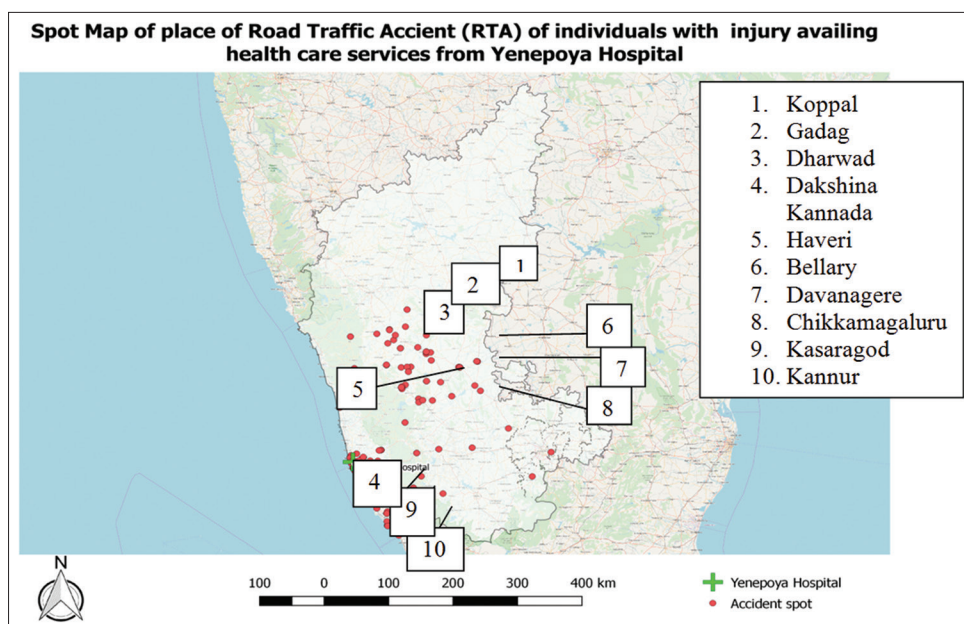 Spot Map of place of Road Traffic Accient (RTA) of individuals with injury availing
health care services from Yenepoya Hospital
1. Koppal
2. Gadag
3. Dharwad
4. Dakshina
Kannada
5. Haveri
6. Bellary
7. Davanagere
8. Chikkamagaluru
9. Kasaragod
10. Kannur
1
2
3
6
7
5
8
4
9
10
N
100 0 100 200 300 400 km
Yenepoya Hospital
Accident spot